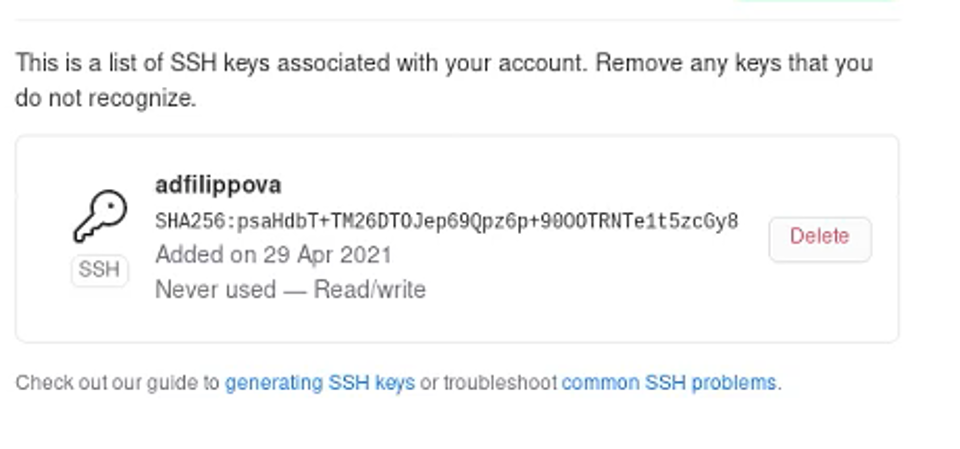 This is a list of SSH keys associated with your account. Remove any keys that you
do not recognize.
adfilippova
SHA256:psaHdbT+TM26DTOJep69Qpz6p+90OOTRNTe1t5zcGy8
Added on 29 Apr 2021
Never used — Read/write
SSH
Delete
Check out our guide to generating SSH keys or troubleshoot common SSH problems.